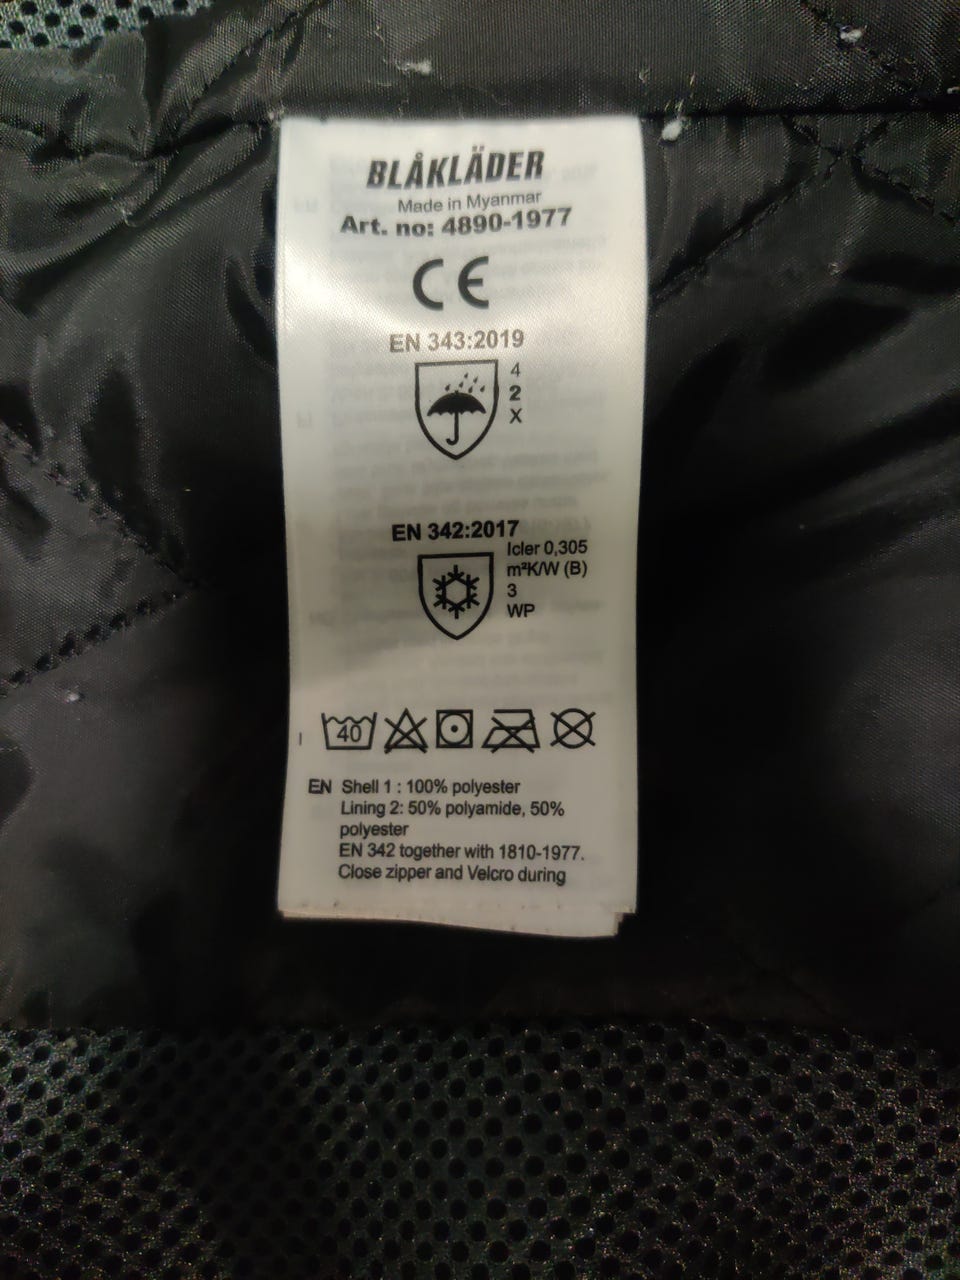 BLÅKLÄDER
Made in Myanmar
Art. no: 4890-1977
CE
EN 343:2019
4
2
X
EN 342:2017
Icler 0,305
m²K/W (B)
3
WP
40
EN Shell 1 : 100% polyester
Lining 2: 50% polyamide, 50%
polyester
EN 342 together with 1810-1977.
Close zipper and Velcro during